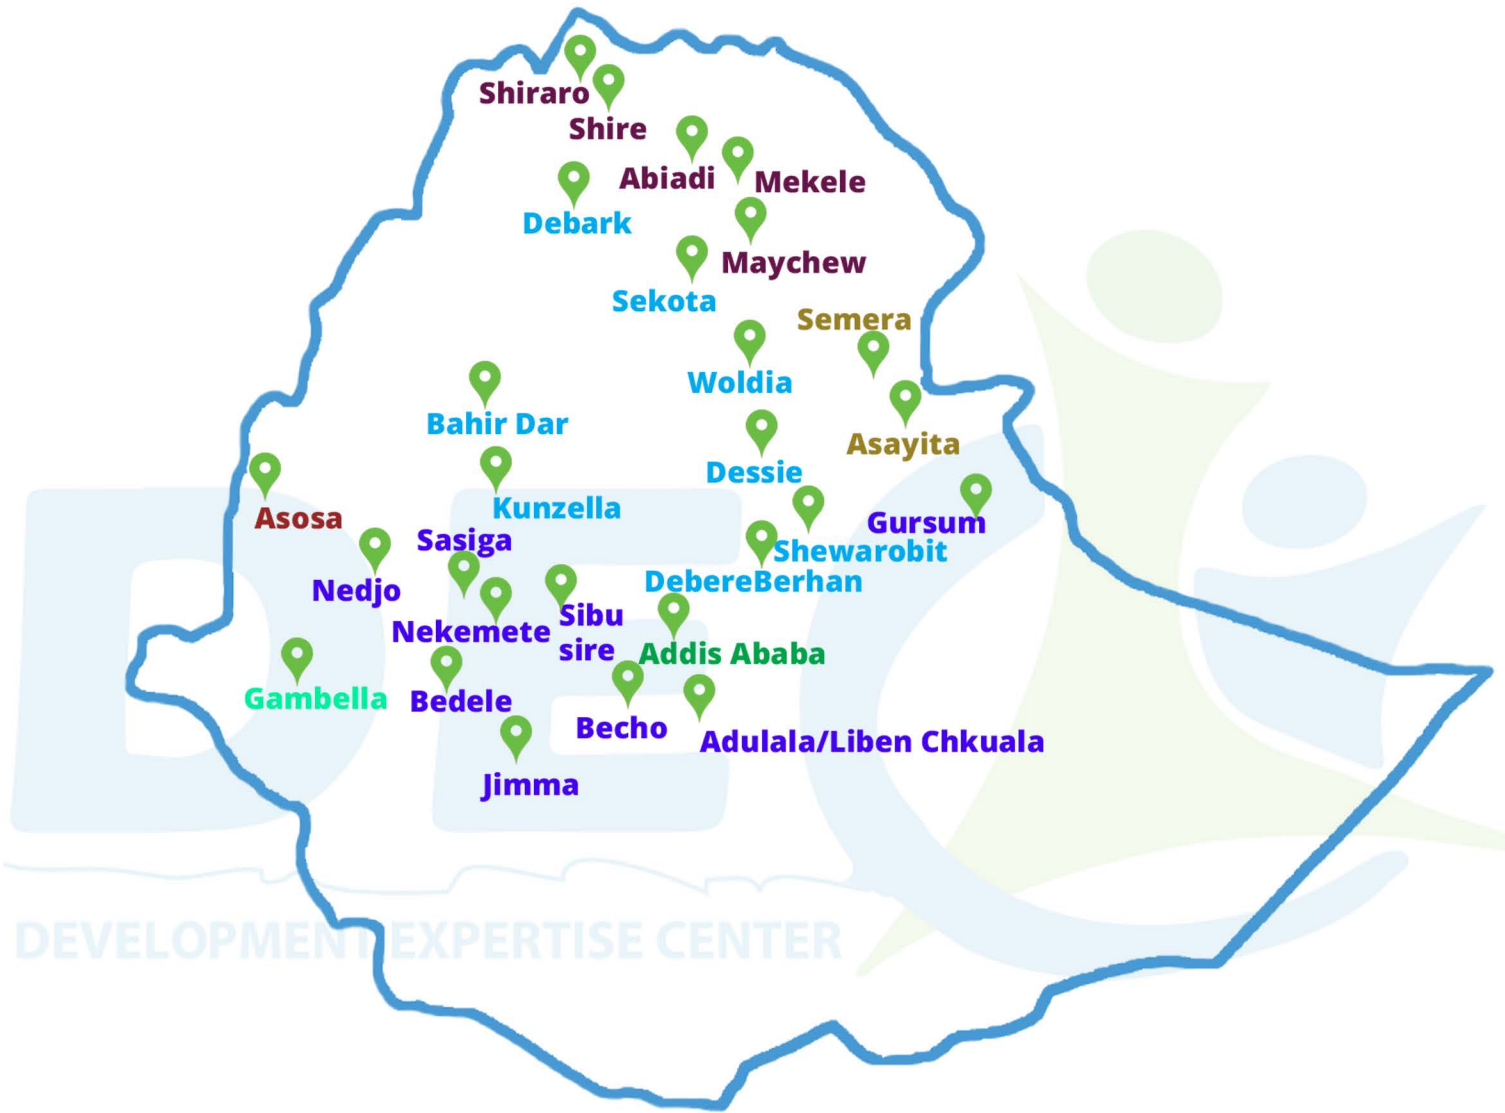 Shiraro
Shire
Abiadi
Mekele
Debark
Maychew
Sekota
Semera
Woldia
Bahir Dar
Asayita
Dessie
Kunzella
Asosa
Gursum
Sasiga
Shewarobit
DebereBerhan
Nedjo
Sibu
sire
Nekemete
Addis Ababa
Gambella
Bedele
Becho
Adulala/Liben Chkuala
Jimma
DEC
DEVELOPMENT EXPERTISE CENTER